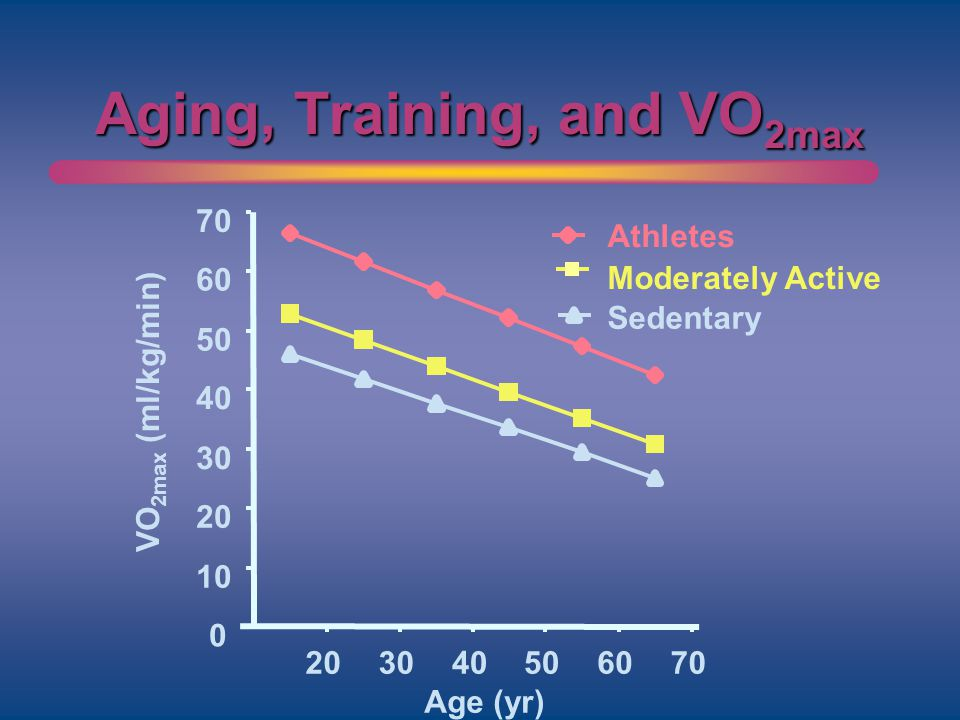 Aging, Training, and VO2max
70
60
50
40
30
20
10
0
VO2max (ml/kg/min)
Athletes
Moderately Active
Sedentary
20 30 40 50 60 70
Age (yr)